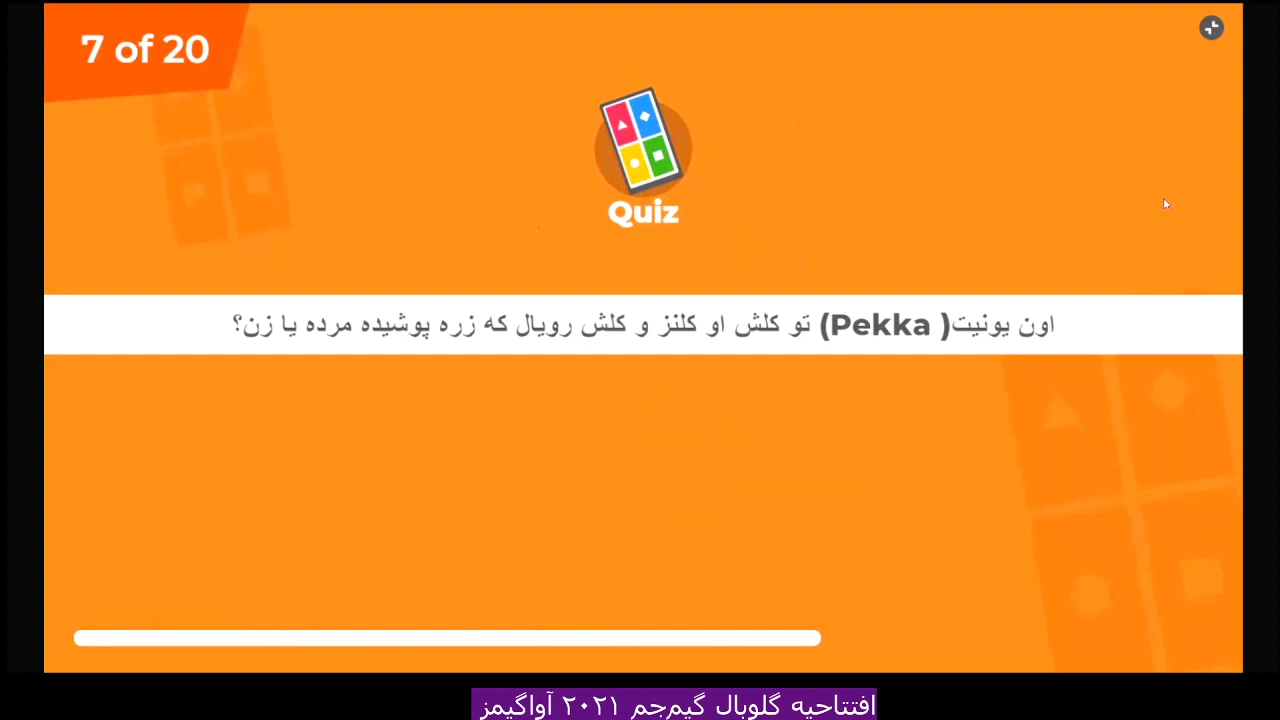 7 of 20
Quiz
اون یونیت( Pekka) تو کلش او کلنز و کلش رویال که زره پوشیده مرده یا زن؟
افتتاحیه گلوبال گیم‌جم ۲۰۲۱ آواگیمز